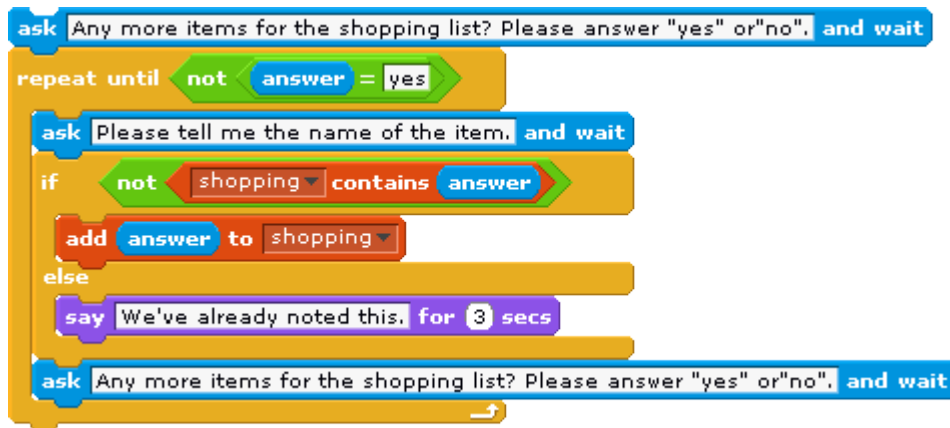 ask Any more items for the shopping list? Please answer "yes" or"no". and wait
repeat until not answer = yes
ask Please tell me the name of the item. and wait
if not shopping contains answer
add answer to shopping
else
say We've already noted this. for 3 secs
ask Any more items for the shopping list? Please answer "yes" or"no". and wait